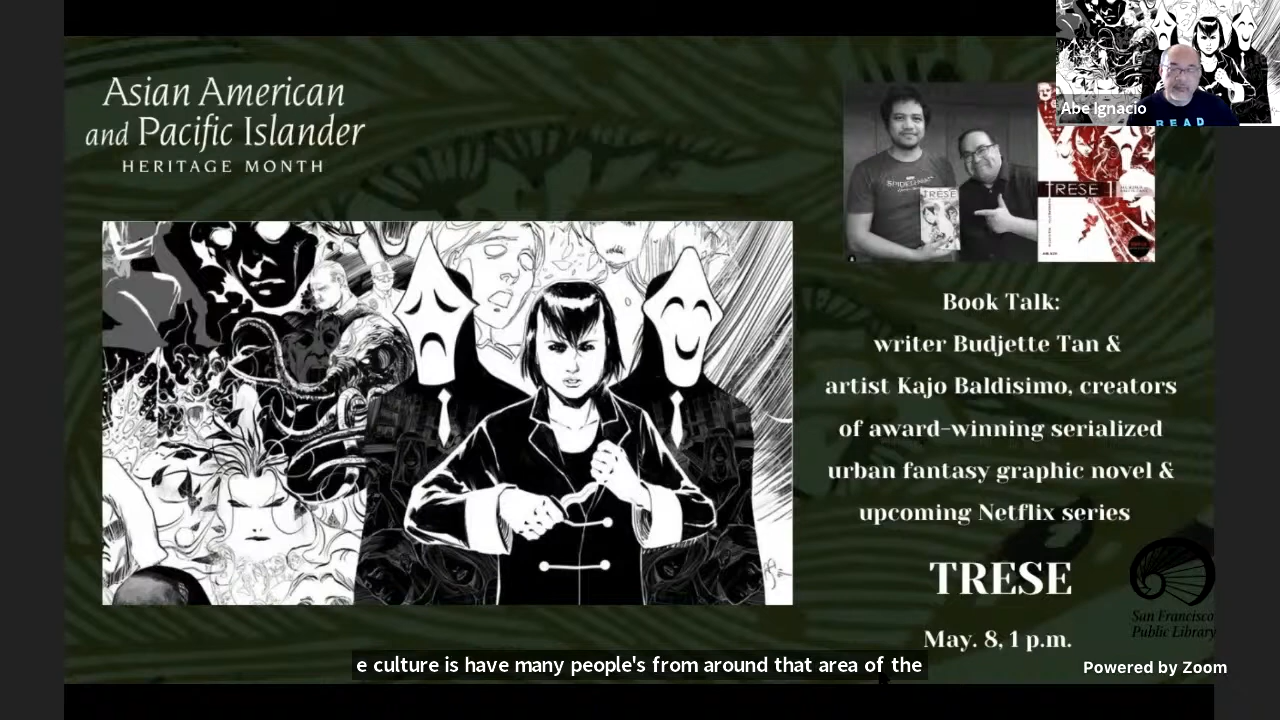 Asian American
and Pacific Islander
HERITAGE MONTH
Abe Ignacio
READ
TRESE
TRESE 1
Book Talk:
writer Budjette Tan &
artist Kajo Baldisimo, creators
of award-winning serialized
urban fantasy graphic novel &
upcoming Netflix series
TRESE
May. 8, 1 p.m.
San Francisco
Public Library
e culture is have many people's from around that area of the
Powered by Zoom